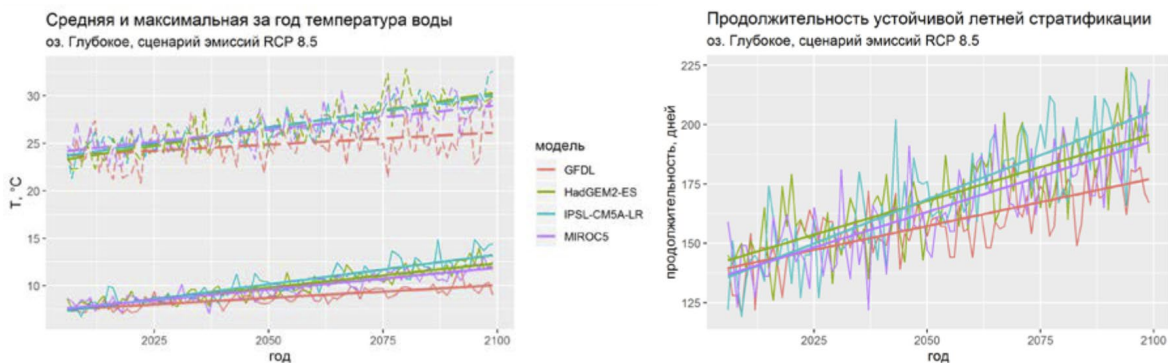 Средняя и максимальная за год температура воды
оз. Глубокое, сценарий эмиссий RCP 8.5
T, °C
30
25
20
15
10
2025
2050
2075
2100
год
модель
GFDL
HadGEM2-ES
IPSL-CM5A-LR
MIROC5
Продолжительность устойчивой летней стратификации
оз. Глубокое, сценарий эмиссий RCP 8.5
продолжительность, дней
225
200
175
150
125
2025
2050
2075
2100
год